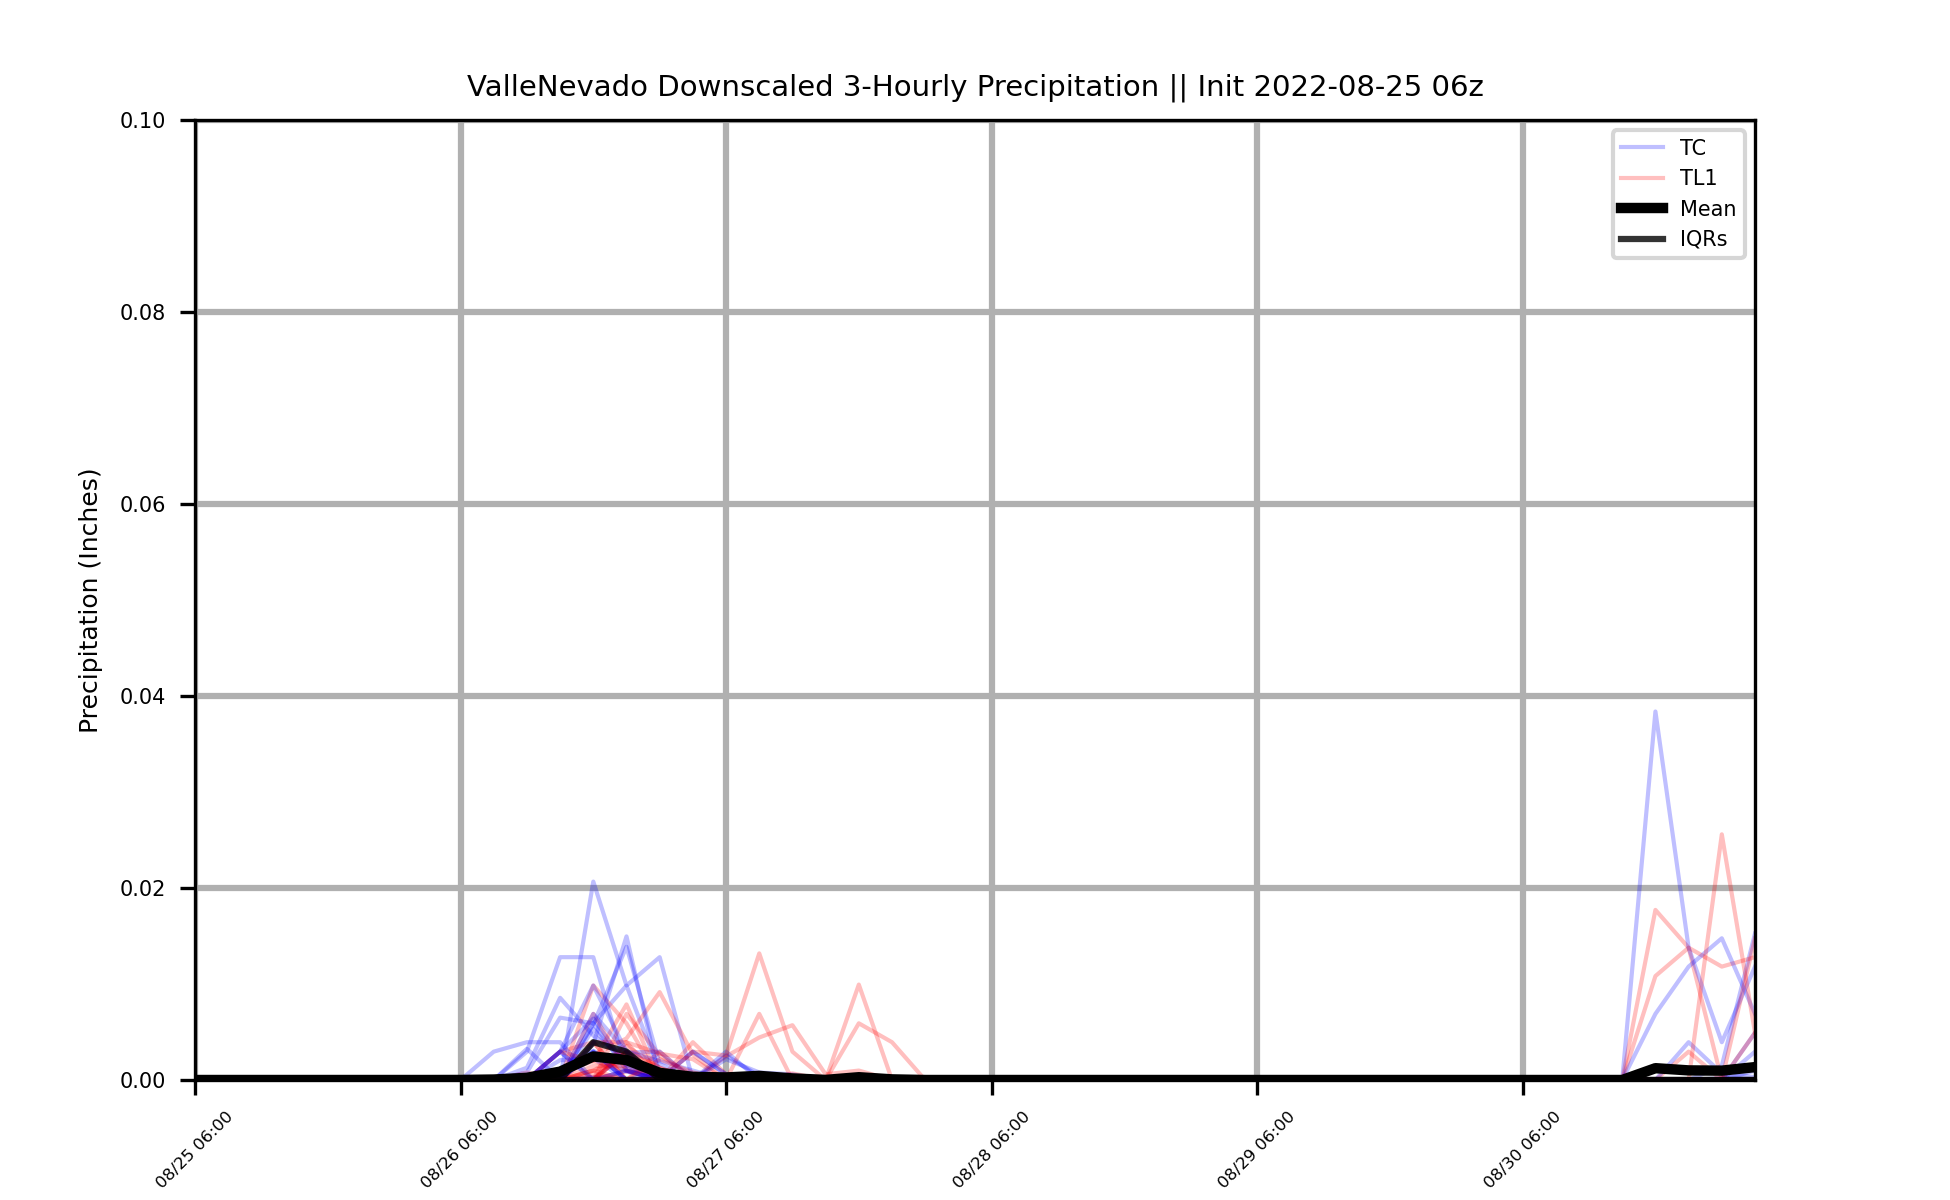 ValleNevado Downscaled 3-Hourly Precipitation || Init 2022-08-25 06z
0.10
0.08
0.06
0.04
0.02
0.00
Precipitation (Inches)
TC
TL1
Mean
IQRs
08/25 06:00
08/26 06:00
08/27 06:00
08/28 06:00
08/29 06:00
08/30 06:00